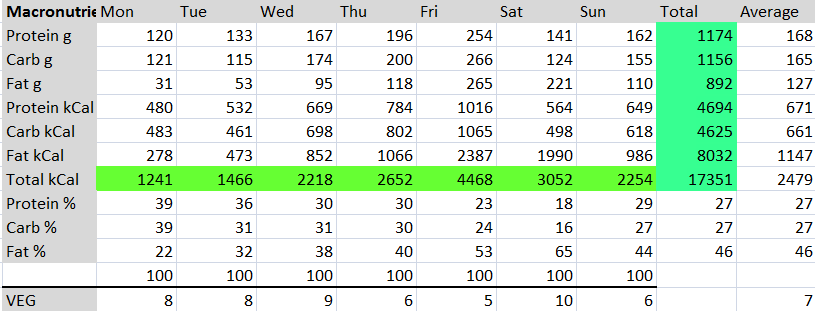 Macronutrie Mon Tue Wed Thu Fri Sat Sun Total Average
Protein g 120 133 167 196 254 141 162 1174 168
Carb g 121 115 174 200 266 124 155 1156 165
Fat g 31 53 95 118 265 221 110 892 127
Protein kCal 480 532 669 784 1016 564 649 4694 671
Carb kCal 483 461 698 802 1065 498 618 4625 661
Fat kCal 278 473 852 1066 2387 1990 986 8032 1147
Total kCal 1241 1466 2218 2652 4468 3052 2254 17351 2479
Protein % 39 36 30 30 23 18 29 27 27
Carb % 39 31 31 30 24 16 27 27 27
Fat % 22 32 38 40 53 65 44 46 46
100 100 100 100 100 100 100
VEG 8 8 9 6 5 10 6 7